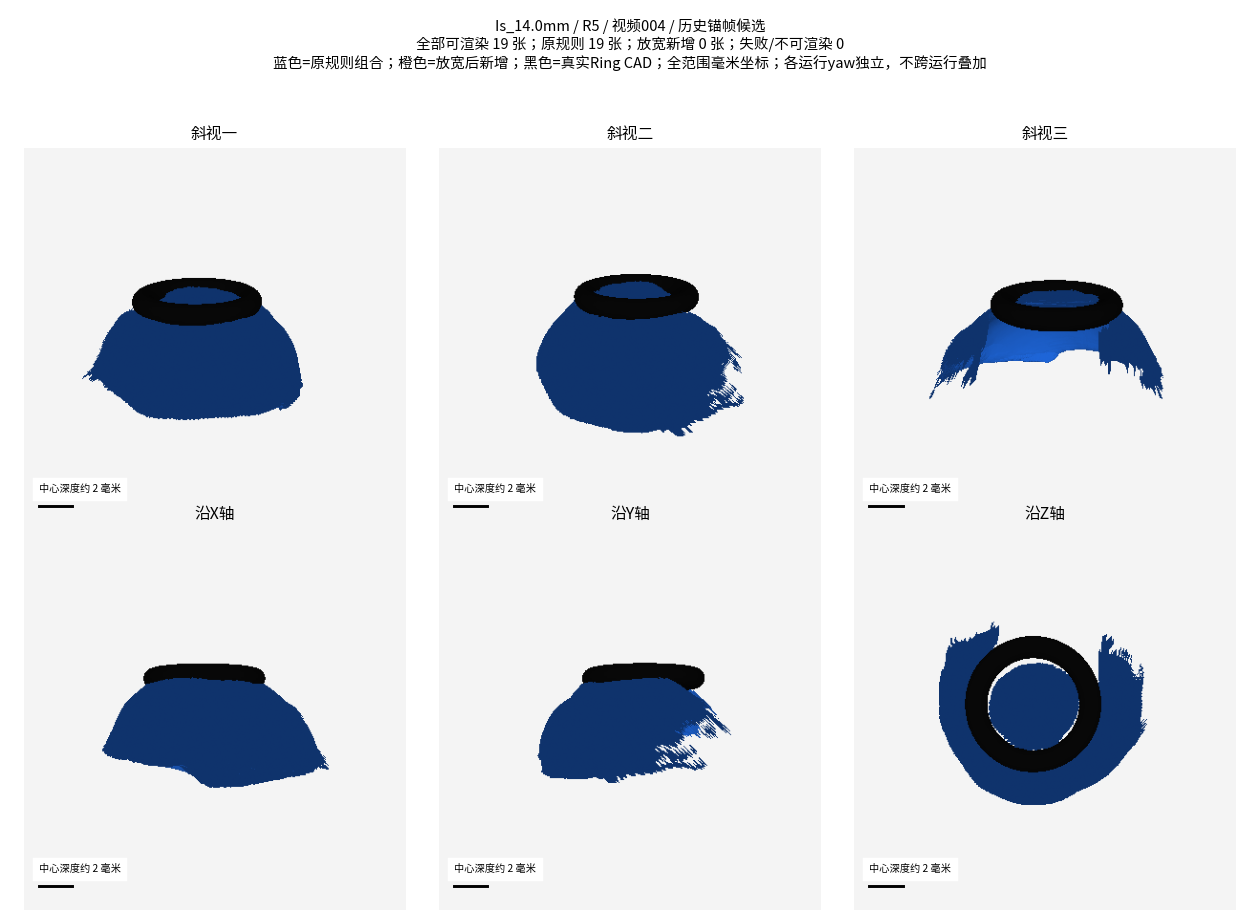 Is_14.0mm / R5 / 视频004 / 历史锚帧候选
全部可渲染 19 张；原规则 19 张；放宽新增 0 张；失败/不可渲染 0
蓝色=原规则组合；橙色=放宽后新增；黑色=真实Ring CAD；全范围毫米坐标；各运行yaw独立，不跨运行叠加
斜视一
斜视二
斜视三
中心深度约 2 毫米
中心深度约 2 毫米
中心深度约 2 毫米
沿X轴
沿Y轴
沿Z轴
中心深度约 2 毫米
中心深度约 2 毫米
中心深度约 2 毫米